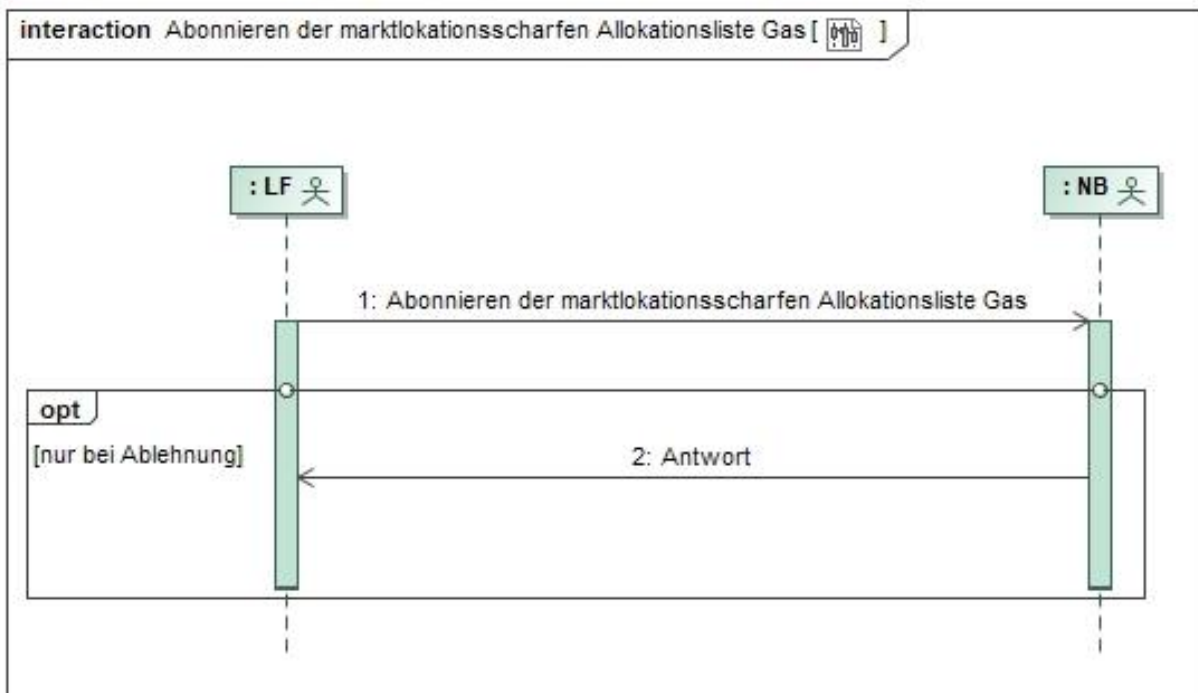 interaction Abonnieren der marktlokationsscharfen Allokationsliste Gas [ ]
: LF
: NB
1: Abonnieren der marktlokationsscharfen Allokationsliste Gas
opt
[nur bei Ablehnung]
2: Antwort